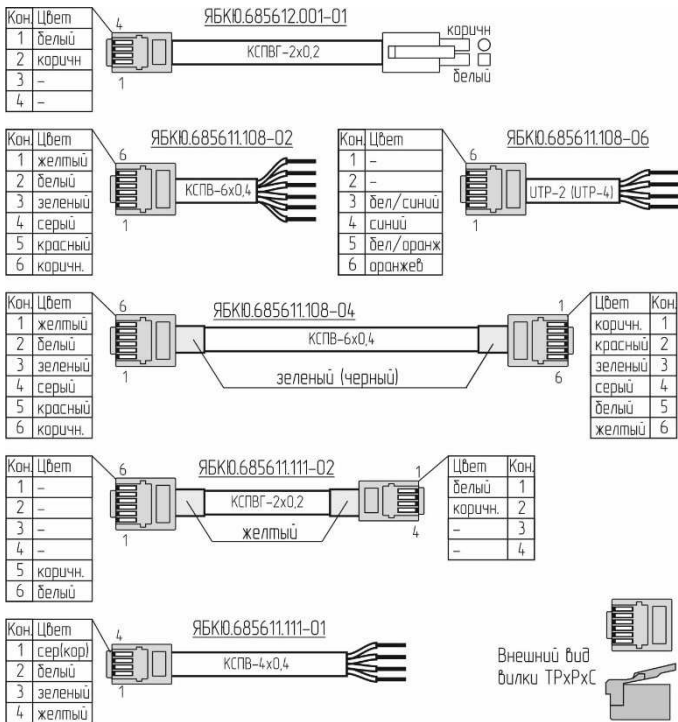 Кон. Цвет
1 белый
2 коричн
3 –
4 –
4
1
ЯБКЮ.685612.001-01
КСПВГ-2х0,2
коричн
белый
Кон. Цвет
1 желтый
2 белый
3 зеленый
4 серый
5 красный
6 коричн.
6
1
ЯБКЮ.685611.108-02
КСПВ-6х0,4
Кон. Цвет
1 –
2 –
3 бел/синий
4 синий
5 бел/оранж
6 оранжев
6
1
ЯБКЮ.685611.108-06
UTP-2 (UTP-4)
Кон. Цвет
1 желтый
2 белый
3 зеленый
4 серый
5 красный
6 коричн.
6
1
ЯБКЮ.685611.108-04
КСПВ-6х0,4
зеленый (черный)
1
6
Цвет Кон.
коричн. 1
красный 2
зеленый 3
серый 4
белый 5
желтый 6
Кон. Цвет
1 –
2 –
3 –
4 –
5 коричн.
6 белый
6
1
ЯБКЮ.685611.111-02
КСПВГ-2х0,2
желтый
1
4
Цвет Кон.
белый 1
коричн. 2
– 3
– 4
Кон. Цвет
1 сер(кор)
2 белый
3 зеленый
4 желтый
4
1
ЯБКЮ.685611.111-01
КСПВ-4х0,4
Внешний вид
вилки ТРхРхС